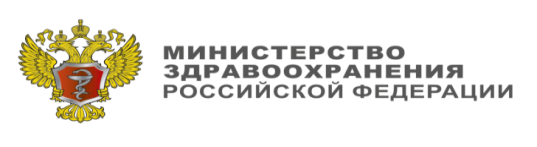 МИНИСТЕРСТВО
ЗДРАВООХРАНЕНИЯ
РОССИЙСКОЙ ФЕДЕРАЦИИ